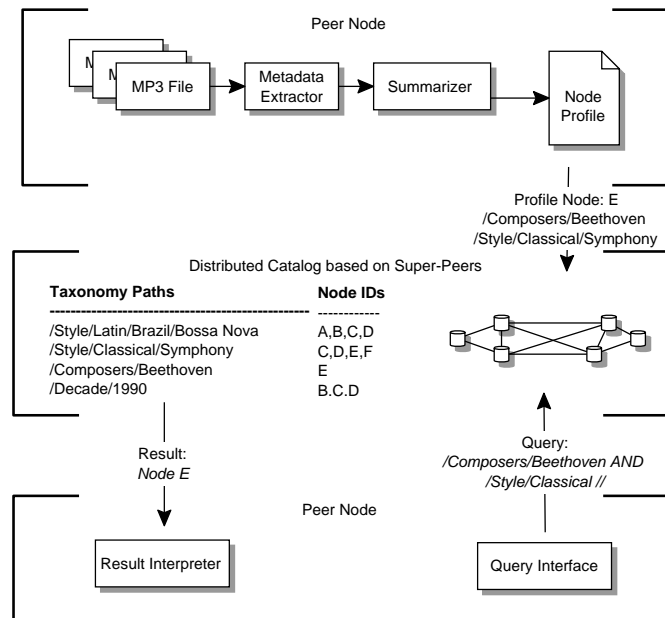 Peer Node
M
M
MP3 File
Metadata
Extractor
Summarizer
Node
Profile
Profile Node: E
/Composers/Beethoven
/Style/Classical/Symphony
Distributed Catalog based on Super-Peers
Taxonomy Paths Node IDs
/Style/Latin/Brazil/Bossa Nova A,B,C,D
/Style/Classical/Symphony C,D,E,F
/Composers/Beethoven E
/Decade/1990 B.C.D
Result:
Node E
Query:
/Composers/Beethoven AND
/Style/Classical //
Peer Node
Result Interpreter
Query Interface